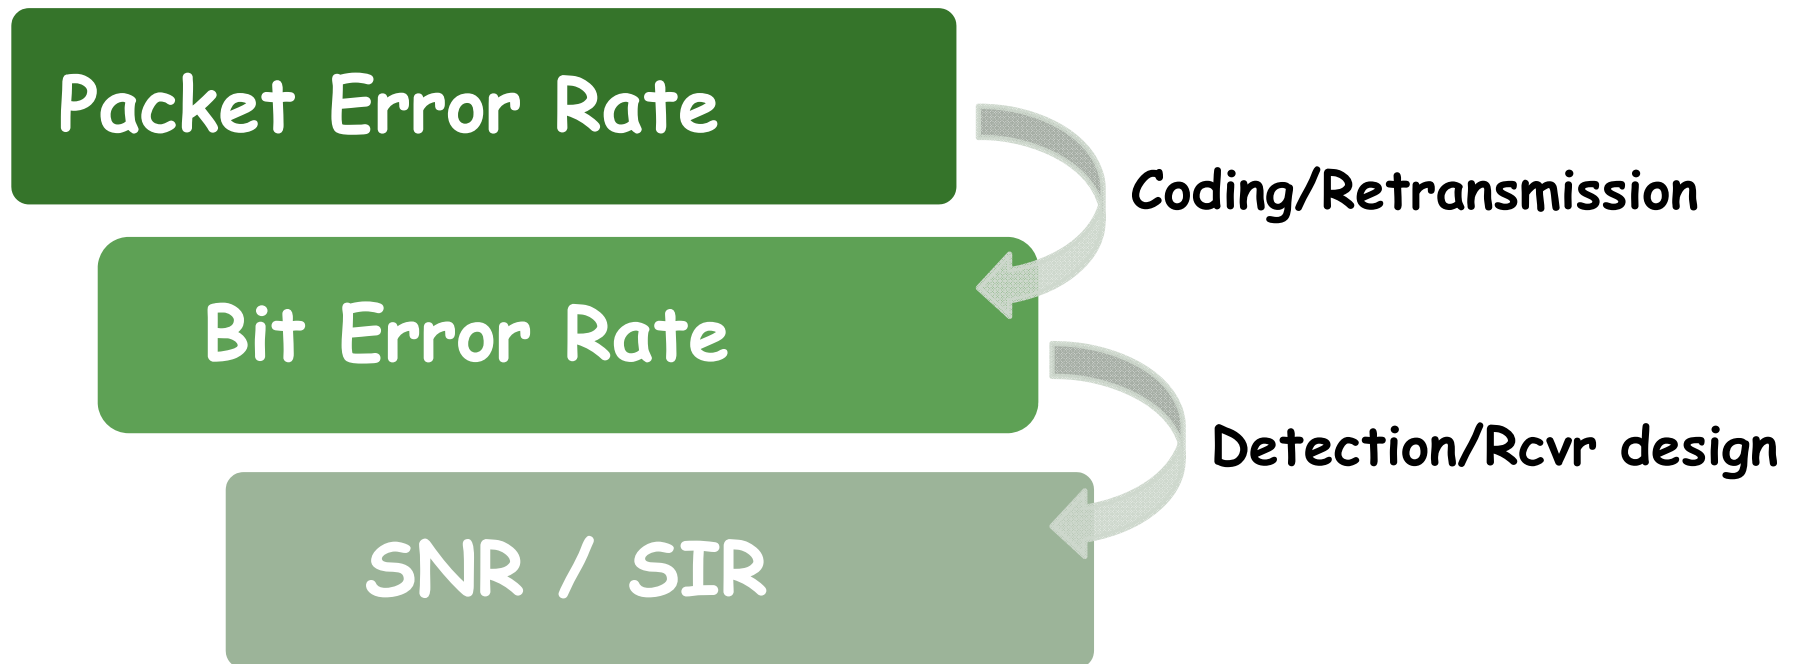 Packet Error Rate
Coding/Retransmission
Bit Error Rate
Detection/Rcvr design
SNR / SIR